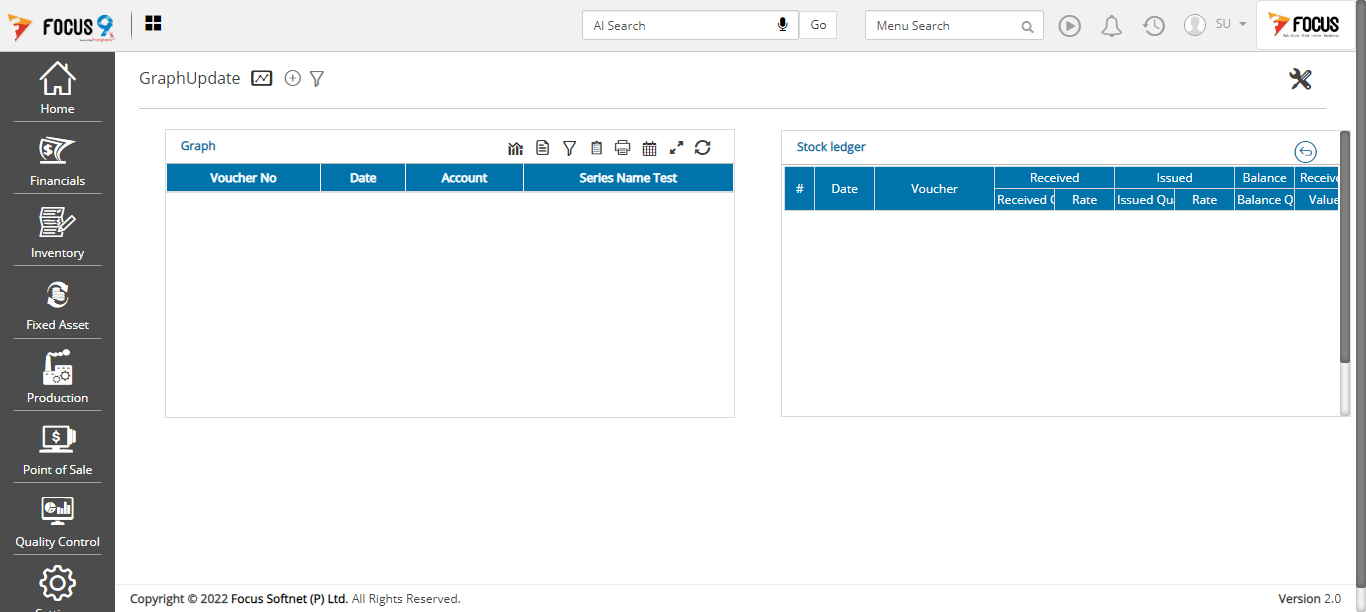 FOCUS 9
AI Search
Go
Menu Search
SU
FOCUS
GraphUpdate
Home
Financials
Inventory
Fixed Asset
Production
Point of Sale
Quality Control
Graph
Voucher No Date Account Series Name Test
Stock ledger
# Date Voucher Received Issued Balance Receive
Received Q Rate Issued Qu Rate Balance Q Value
Copyright © 2022 Focus Softnet (P) Ltd. All Rights Reserved.
Version 2.0